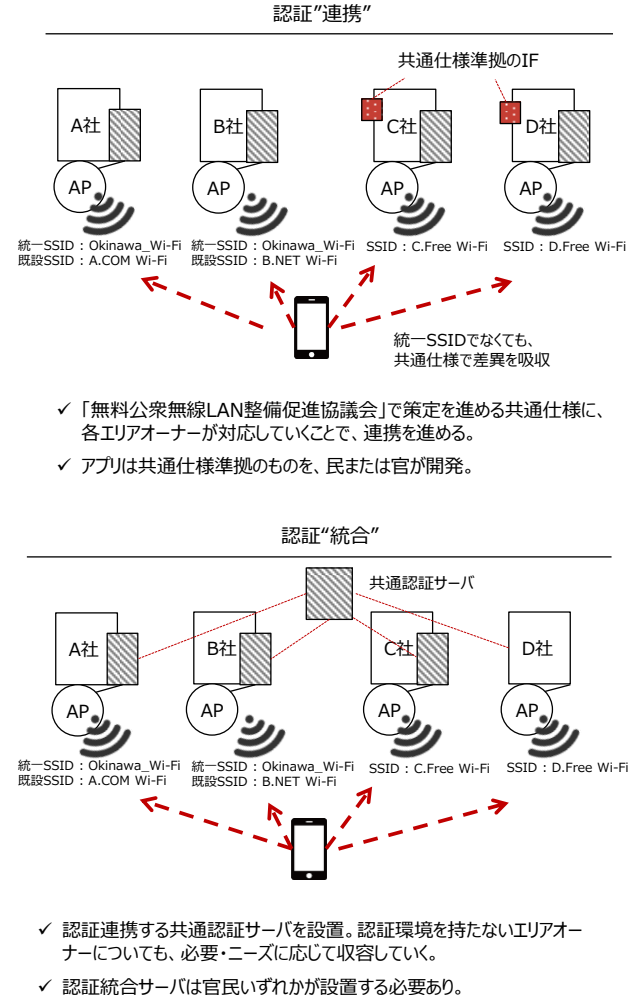 認証”連携”
共通仕様準拠のIF
A社
B社
C社
D社
AP
AP
AP
AP
統一SSID：Okinawa_Wi-Fi
既設SSID：A.COM Wi-Fi
統一SSID：Okinawa_Wi-Fi
既設SSID：B.NET Wi-Fi
SSID：C.Free Wi-Fi
SSID：D.Free Wi-Fi
統一SSIDでなくても、
共通仕様で差異を吸収
✓ 「無料公衆無線LAN整備促進協議会」で策定を進める共通仕様に、
各エリアオーナーが対応していくことで、連携を進める。
✓ アプリは共通仕様準拠のものを、民または官が開発。
認証“統合”
共通認証サーバ
A社
B社
C社
D社
AP
AP
AP
AP
統一SSID：Okinawa_Wi-Fi
既設SSID：A.COM Wi-Fi
統一SSID：Okinawa_Wi-Fi
既設SSID：B.NET Wi-Fi
SSID：C.Free Wi-Fi
SSID：D.Free Wi-Fi
✓ 認証連携する共通認証サーバを設置。認証環境を持たないエリアオー
ナーについても、必要・ニーズに応じて収容していく。
✓ 認証統合サーバは官民いずれかが設置する必要あり。